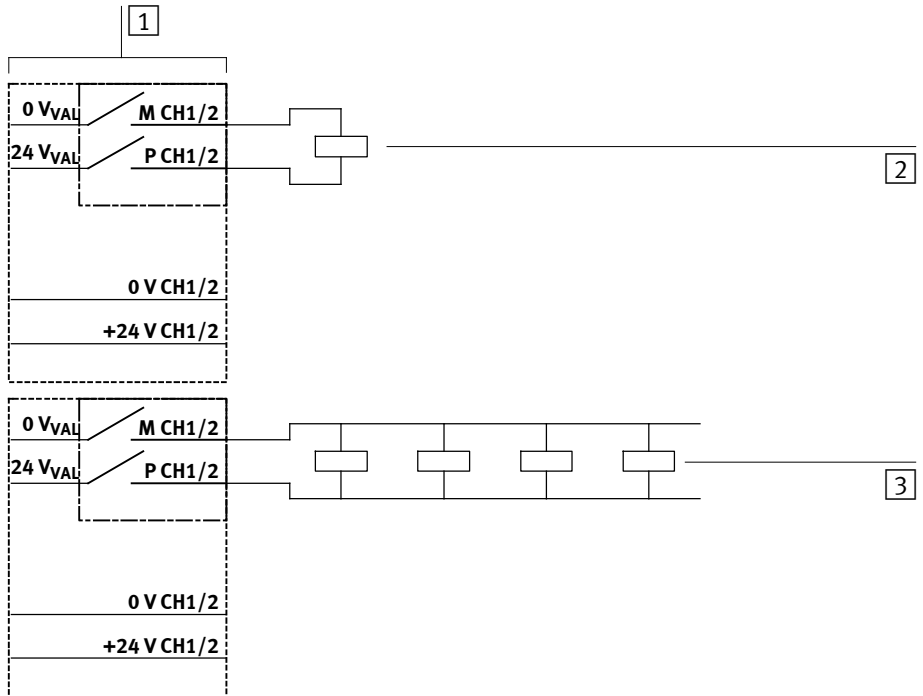 1
0 VVAL M CH1/2
24 VVAL P CH1/2
2
0 V CH1/2
+24 V CH1/2
0 VVAL M CH1/2
24 VVAL P CH1/2
3
0 V CH1/2
+24 V CH1/2